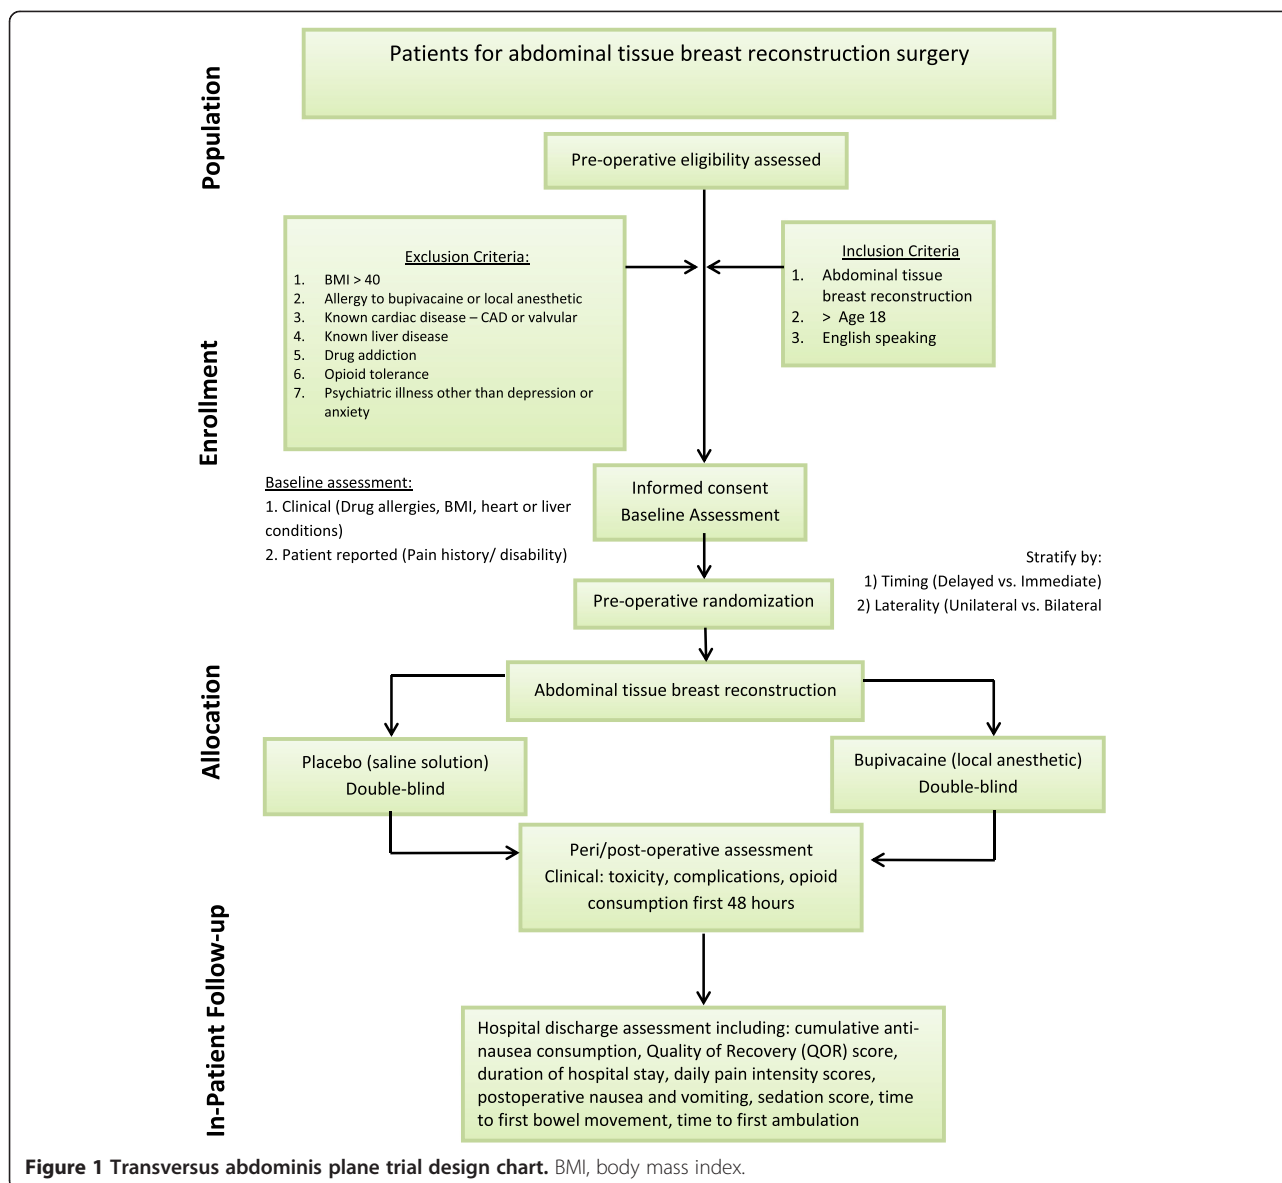 Population
Patients for abdominal tissue breast reconstruction surgery
Pre-operative eligibility assessed
Enrollment
Exclusion Criteria:
1. BMI > 40
2. Allergy to bupivacaine or local anesthetic
3. Known cardiac disease – CAD or valvular
4. Known liver disease
5. Drug addiction
6. Opioid tolerance
7. Psychiatric illness other than depression or
anxiety
Inclusion Criteria
1. Abdominal tissue
breast reconstruction
2. > Age 18
3. English speaking
Baseline assessment:
1. Clinical (Drug allergies, BMI, heart or liver
conditions)
2. Patient reported (Pain history/ disability)
Informed consent
Baseline Assessment
Stratify by:
1) Timing (Delayed vs. Immediate)
2) Laterality (Unilateral vs. Bilateral
Pre-operative randomization
Allocation
Abdominal tissue breast reconstruction
Placebo (saline solution)
Double-blind
Bupivacaine (local anesthetic)
Double-blind
In-Patient Follow-up
Peri/post-operative assessment
Clinical: toxicity, complications, opioid
consumption first 48 hours
Hospital discharge assessment including: cumulative anti-
nausea consumption, Quality of Recovery (QOR) score,
duration of hospital stay, daily pain intensity scores,
postoperative nausea and vomiting, sedation score, time
to first bowel movement, time to first ambulation
Figure 1 Transversus abdominis plane trial design chart. BMI, body mass index.